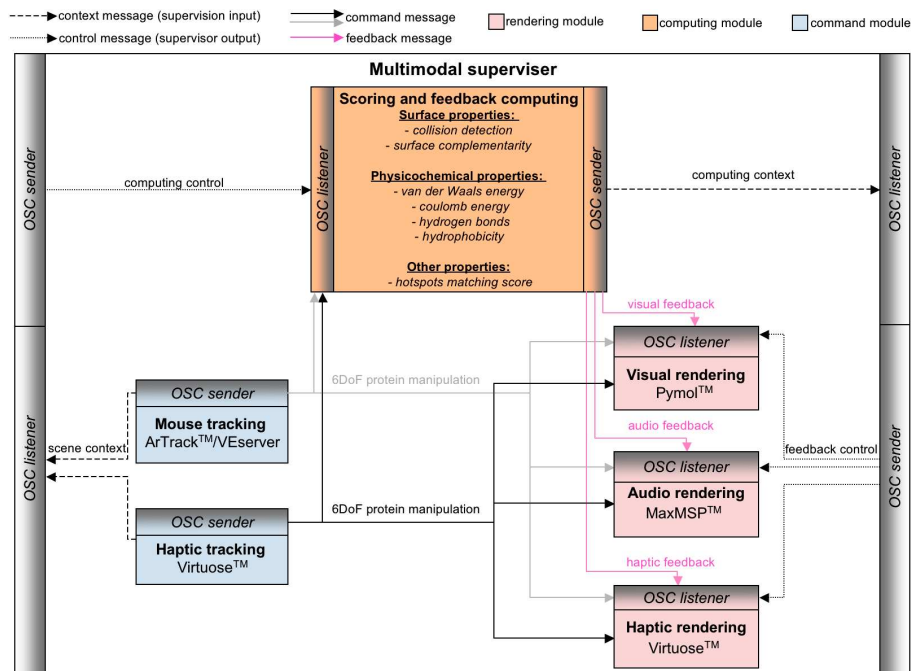 context message (supervision input)
control message (supervisor output)
command message
feedback message
rendering module
computing module
command module
Multimodal superviser
OSC sender
OSC listener
Scoring and feedback computing
Surface properties:
- collision detection
- surface complementarity
Physicochemical properties:
- van der Waals energy
- coulomb energy
- hydrogen bonds
- hydrophobicity
Other properties:
- hotspots matching score
OSC sender
OSC listener
computing control
computing context
visual feedback
OSC listener
Visual rendering
Pymol™
6DoF protein manipulation
OSC sender
Mouse tracking
ArTrack™/VEserver
scene context
OSC listener
audio feedback
OSC listener
Audio rendering
MaxMSP™
feedback control
OSC sender
6DoF protein manipulation
OSC sender
Haptic tracking
Virtuose™
haptic feedback
OSC listener
Haptic rendering
Virtuose™